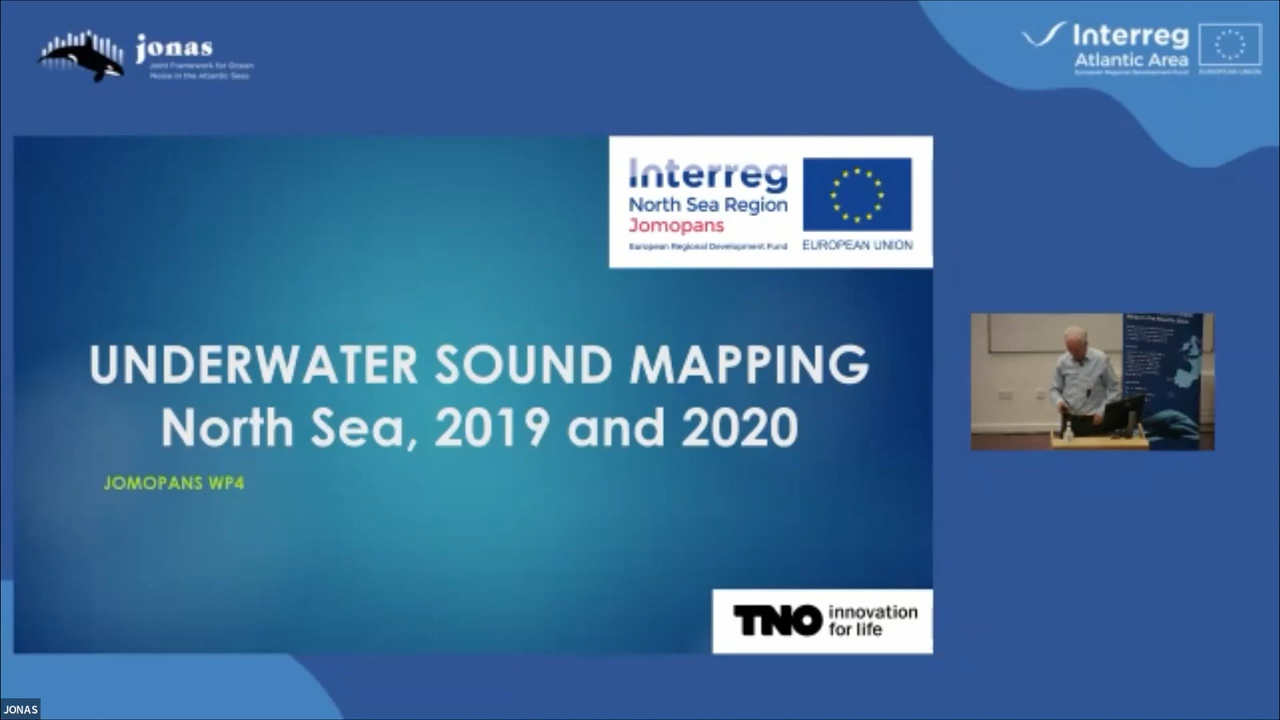 jonas
Joint Framework for Ocean
Noise in the Atlantic Seas
Interreg
Atlantic Area
European Regional Development Fund
EUROPEAN UNION
Interreg
North Sea Region
Jomopans
European Regional Development Fund
EUROPEAN UNION
UNDERWATER SOUND MAPPING
North Sea, 2019 and 2020
JOMOPANS WP4
TNO innovation
for life
JONAS